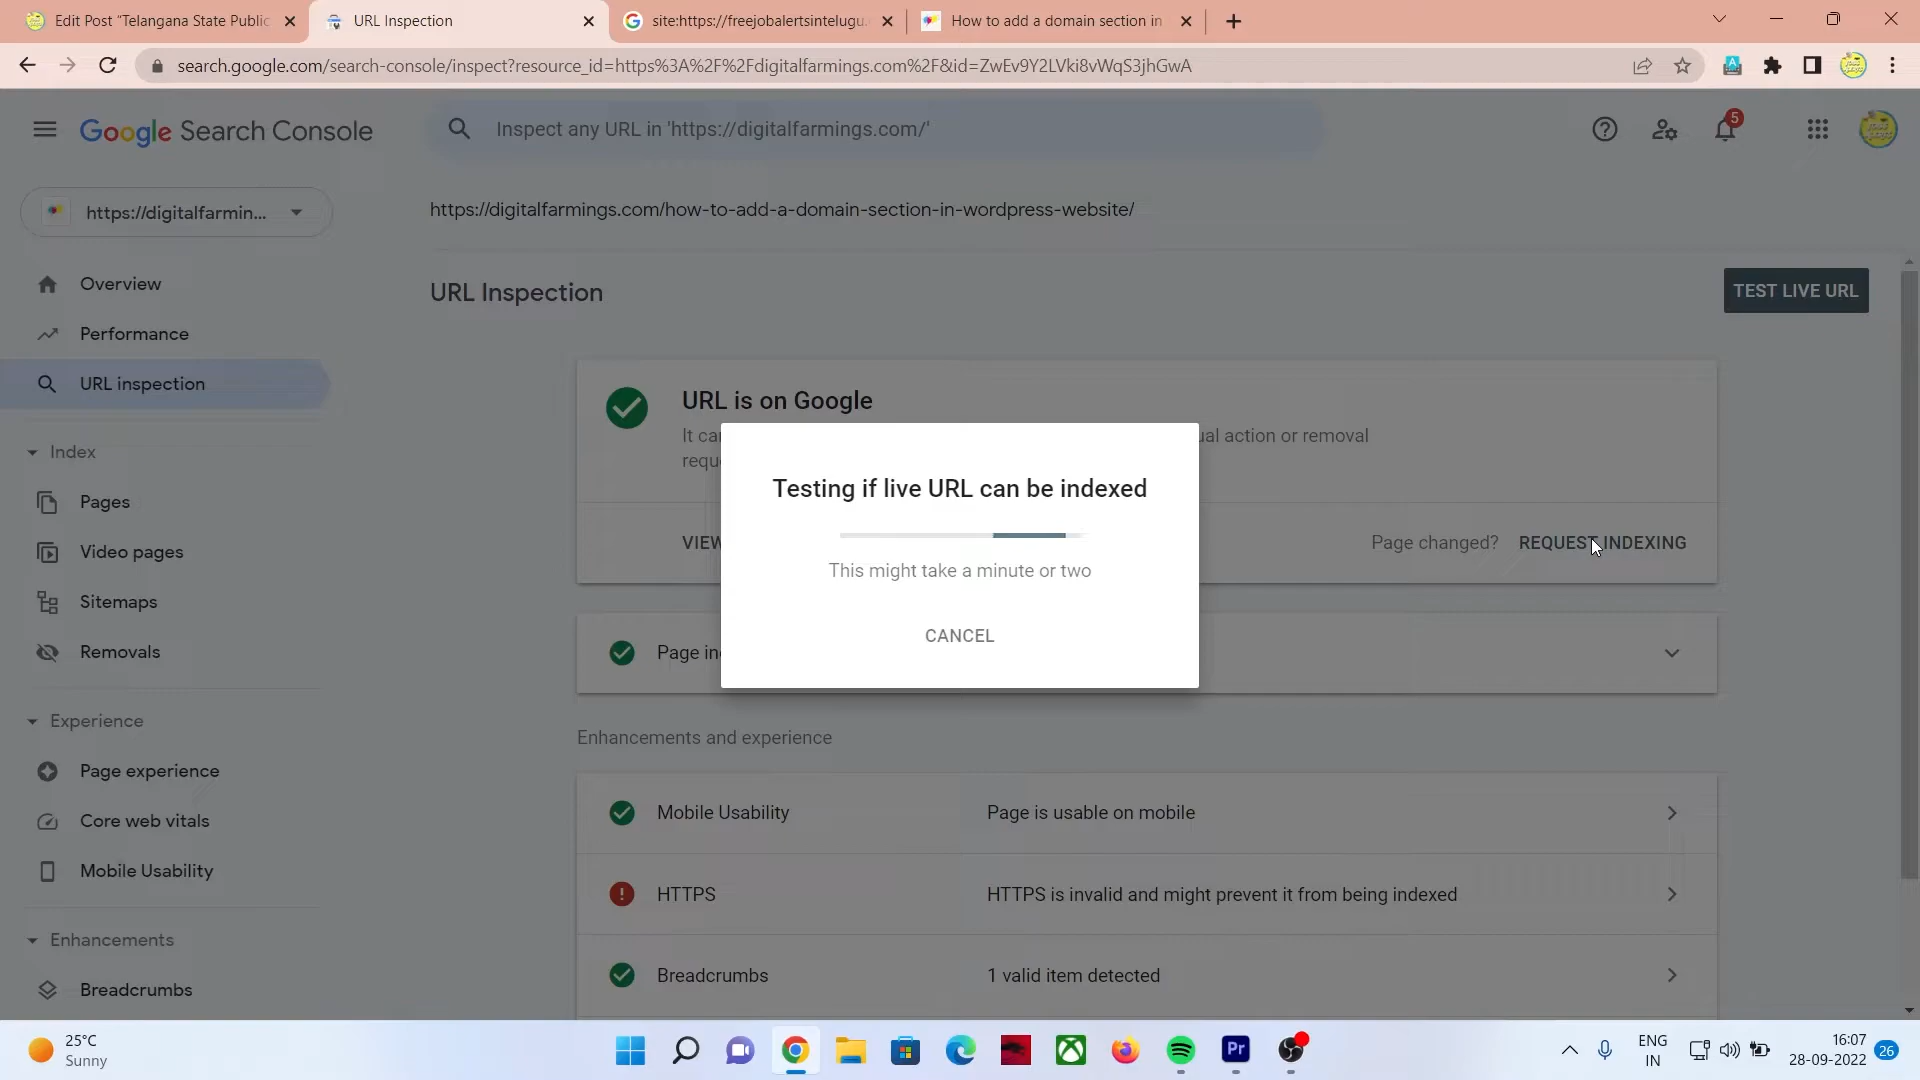 Edit Post "Telangana State Public
URL Inspection
site:https://freejobalertsintelugu.
How to add a domain section in
search.google.com/search-console/inspect?resource_id=https%3A%2F%2Fdigitalfarmings.com%2F&id=ZwEv9Y2LVki8vWqS3jhGwA
Google Search Console
Inspect any URL in 'https://digitalfarmings.com/'
5
https://digitalfarmin...
https://digitalfarmings.com/how-to-add-a-domain-section-in-wordpress-website/
Overview
Performance
URL inspection
Index
Pages
Video pages
Sitemaps
Removals
Experience
Page experience
Core web vitals
Mobile Usability
Enhancements
Breadcrumbs
URL Inspection
TEST LIVE URL
URL is on Google
It ca
ual action or removal
requ
Testing if live URL can be indexed
This might take a minute or two
CANCEL
VIEW
Page changed?
REQUEST INDEXING
Page in
Enhancements and experience
Mobile Usability
Page is usable on mobile
HTTPS
HTTPS is invalid and might prevent it from being indexed
Breadcrumbs
1 valid item detected
25°C
Sunny
Pr
ENG
IN
16:07
28-09-2022
26